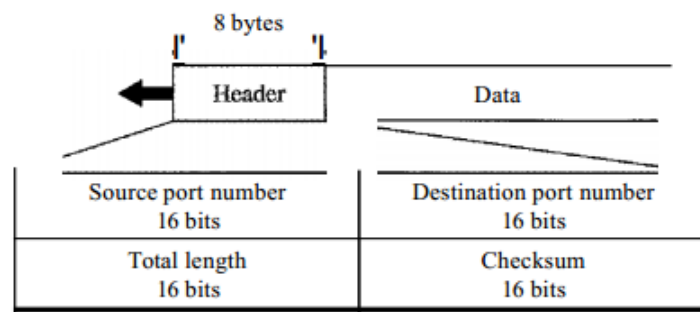 8 bytes
Header
Data
Source port number
16 bits
Destination port number
16 bits
Total length
16 bits
Checksum
16 bits